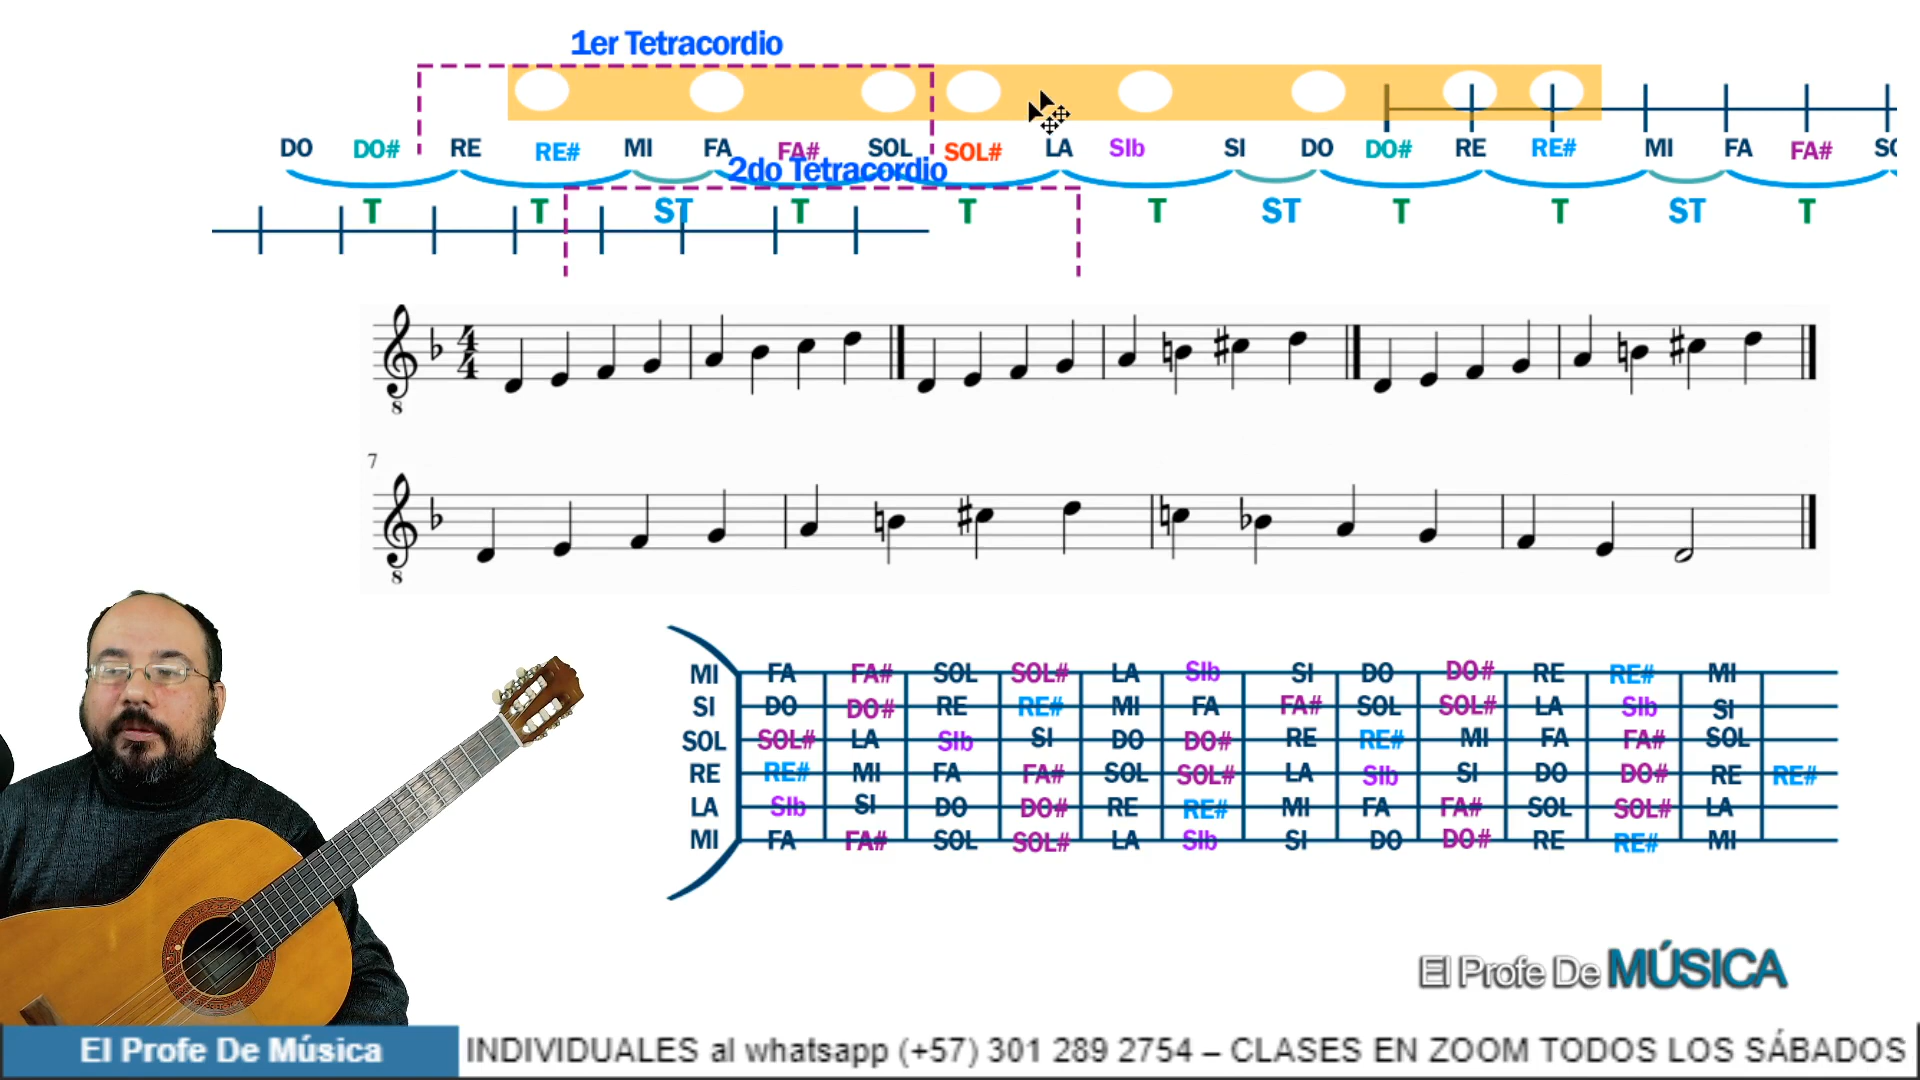 1er Tetracordio
DO DO# RE RE# MI FA FA# SOL SOL# LA SIb SI DO DO# RE RE# MI FA FA#
2do Tetracordio
T T ST T T T ST T T ST T
4
4
8
7
8
MI FA FA# SOL SOL# LA SIb SI DO DO# RE RE# MI
SI DO DO# RE RE# MI FA FA# SOL SOL# LA SIb SI
SOL SOL# LA SIb SI DO DO# RE RE# MI FA FA# SOL
RE RE# MI FA FA# SOL SOL# LA SIb SI DO DO# RE RE#
LA SIb SI DO DO# RE RE# MI FA FA# SOL SOL# LA
MI FA FA# SOL SOL# LA SIb SI DO DO# RE RE# MI
El Profe De MÚSICA
El Profe De Música INDIVIDUALES al whatsapp (+57) 301 289 2754 – CLASES EN ZOOM TODOS LOS SÁBADOS